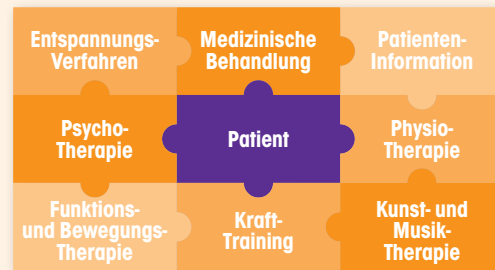 Entspannungs-
Verfahren
Medizinische
Behandlung
Patienten-
Information
Psycho-
Therapie
Patient
Physio-
Therapie
Funktions-
und Bewegungs-
Therapie
Kraft-
Training
Kunst- und
Musik-
Therapie